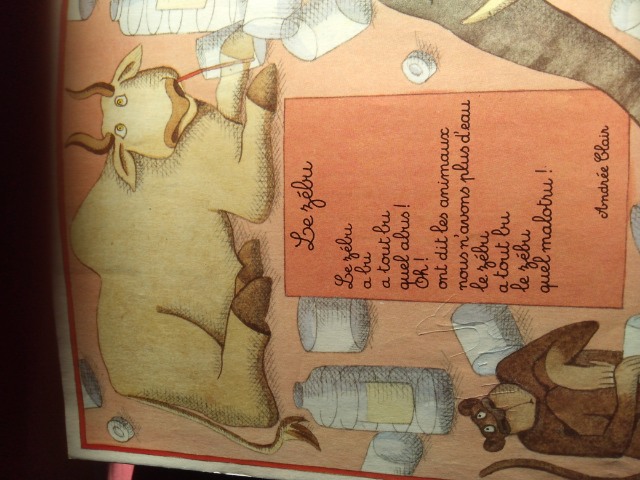 Le zébu
Le zébu
a bu
a tout bu
quel abus!
Oh!
ont dit les animaux
nous n'avons plus d'eau
le zébu
a tout bu
le zébu
quel malotru!
Andrée Clair